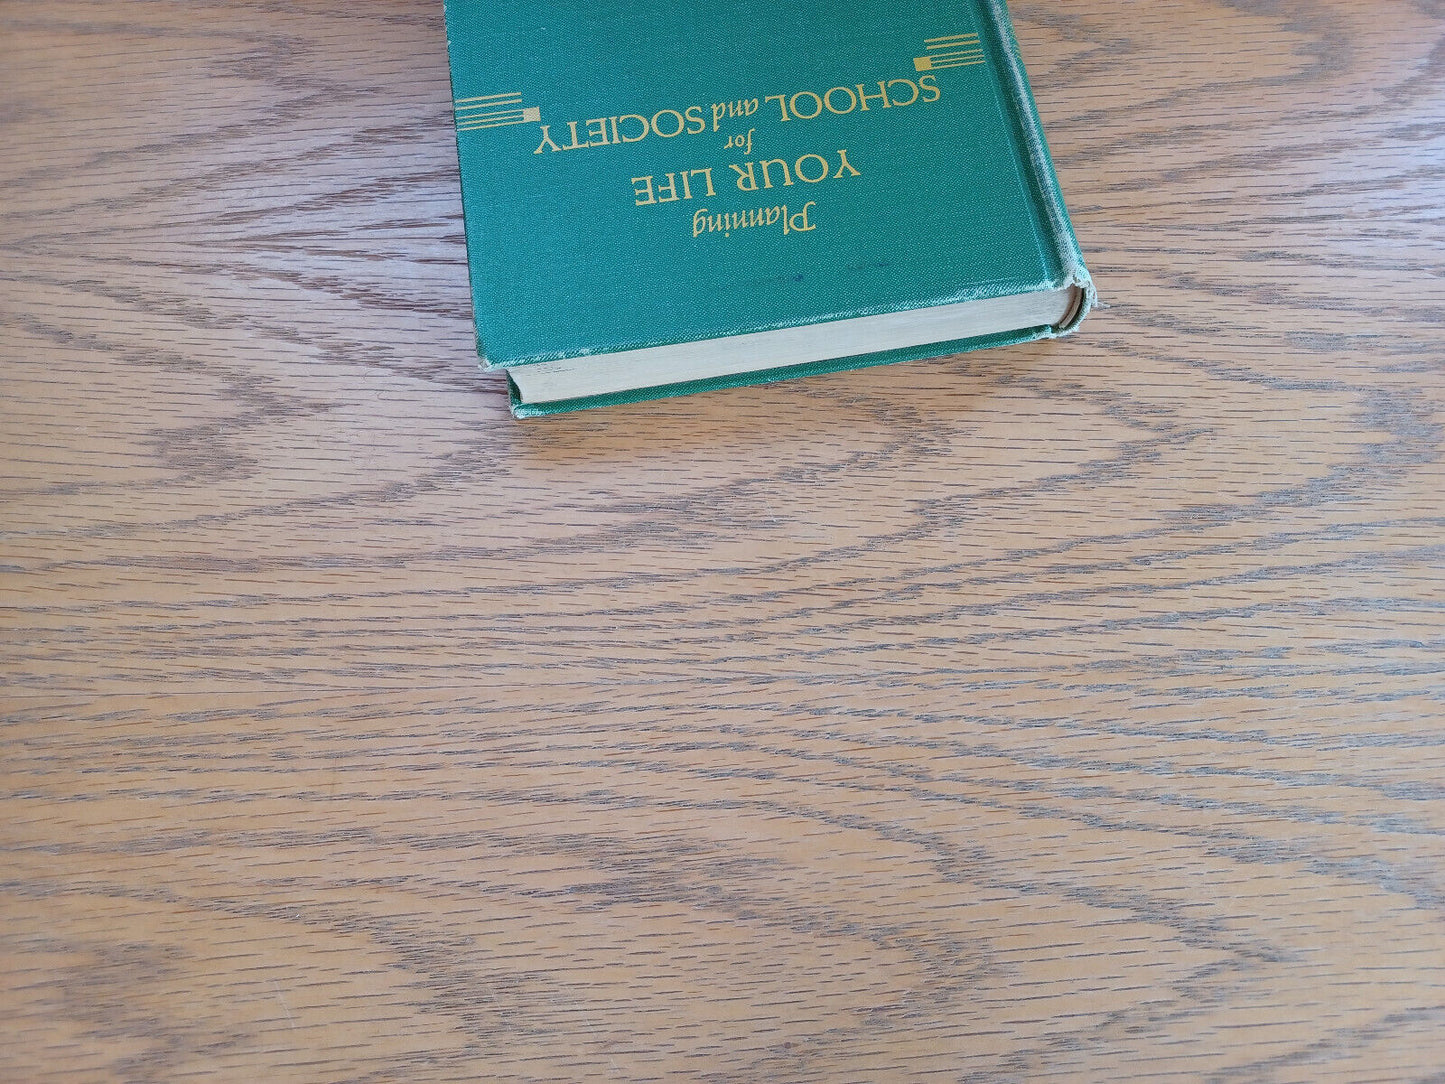 Planning
YOUR LIFE
for
SCHOOL and SOCIETY